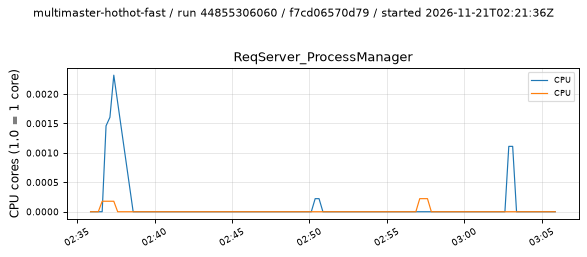 multimaster-hothot-fast / run 44855306060 / f7cd06570d79 / started 2026-11-21T02:21:36Z
ReqServer_ProcessManager
CPU cores (1.0 = 1 core)
0.0020
0.0015
0.0010
0.0005
0.0000
CPU
CPU
02:35
02:40
02:45
02:50
02:55
03:00
03:05